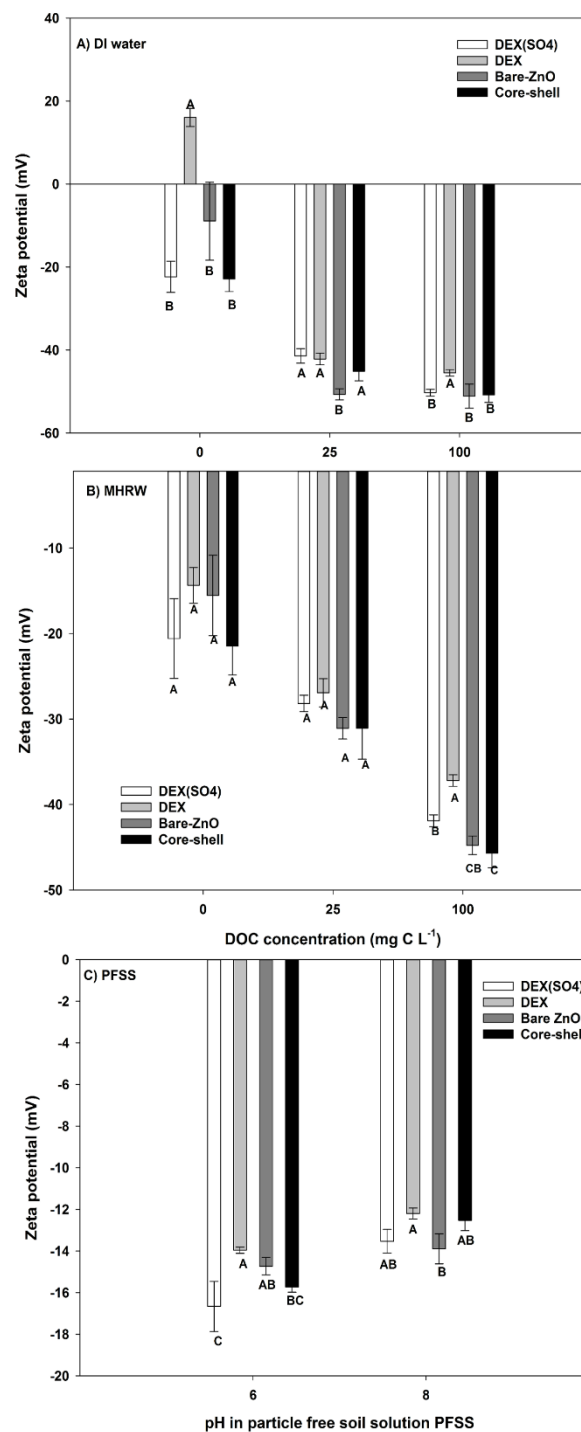 A) DI water
DEX(SO4)
DEX
Bare-ZnO
Core-shell
Zeta potential (mV)
40
20
0
-20
-40
-60
A
B
B
B
A
A
B
A
B
A
B
B
0
25
100
B) MHRW
Zeta potential (mV)
-10
-20
-30
-40
-50
A
A
A
A
A
A
A
A
B
A
CB
C
DEX(SO4)
DEX
Bare-ZnO
Core-shell
0
25
100
DOC concentration (mg C L⁻¹)
C) PFSS
DEX(SO4)
DEX
Bare ZnO
Core-shell
Zeta potential (mV)
0
-2
-4
-6
-8
-10
-12
-14
-16
-18
-20
C
A
AB
BC
AB
A
B
AB
6
8
pH in particle free soil solution PFSS